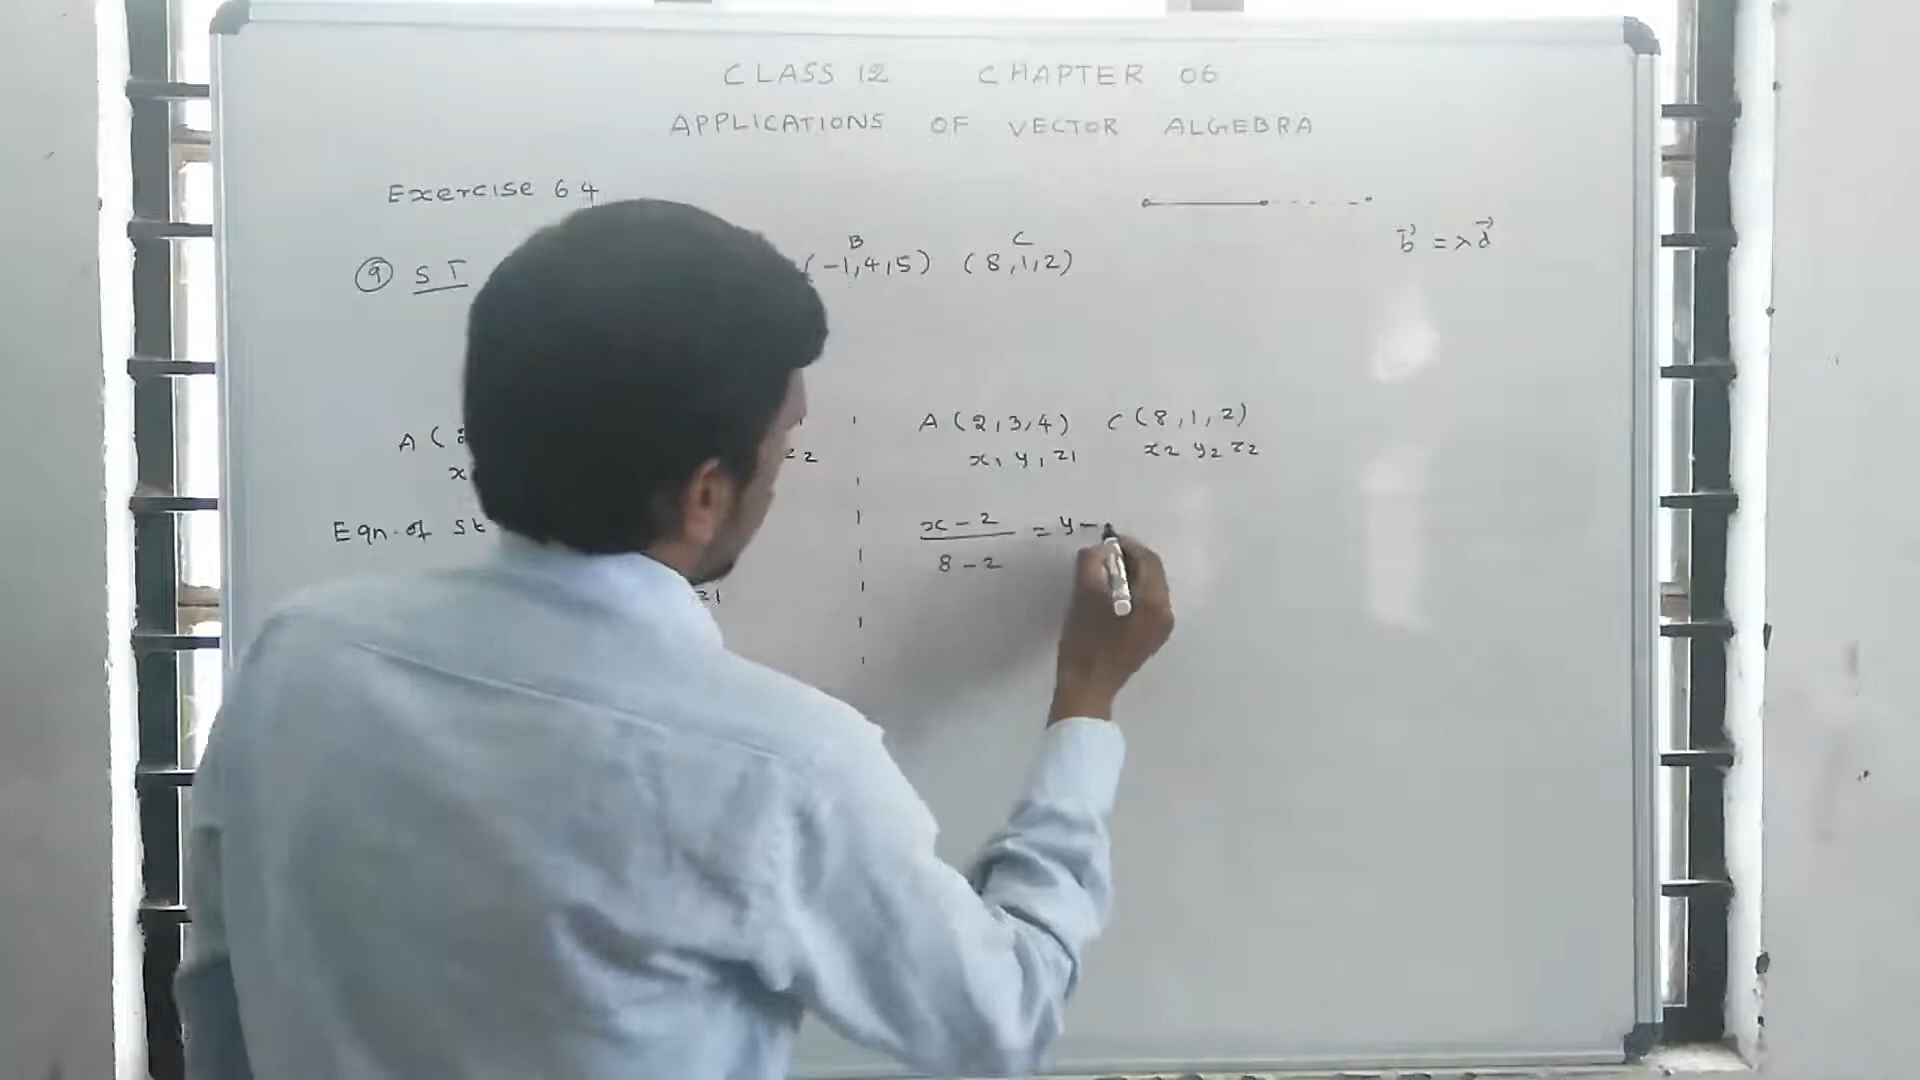 CLASS 12 CHAPTER 06
APPLICATIONS OF VECTOR ALGEBRA
Exercise 6 4
b⃗ = λd⃗
B C
9 ST (-1,4,5) (8,1,2)
A (
x
z2
A (2,3,4) C (8,1,2)
x1 y1 z1 x2 y2 z2
Eqn. of St
z1
x - 2 = y -
8 - 2